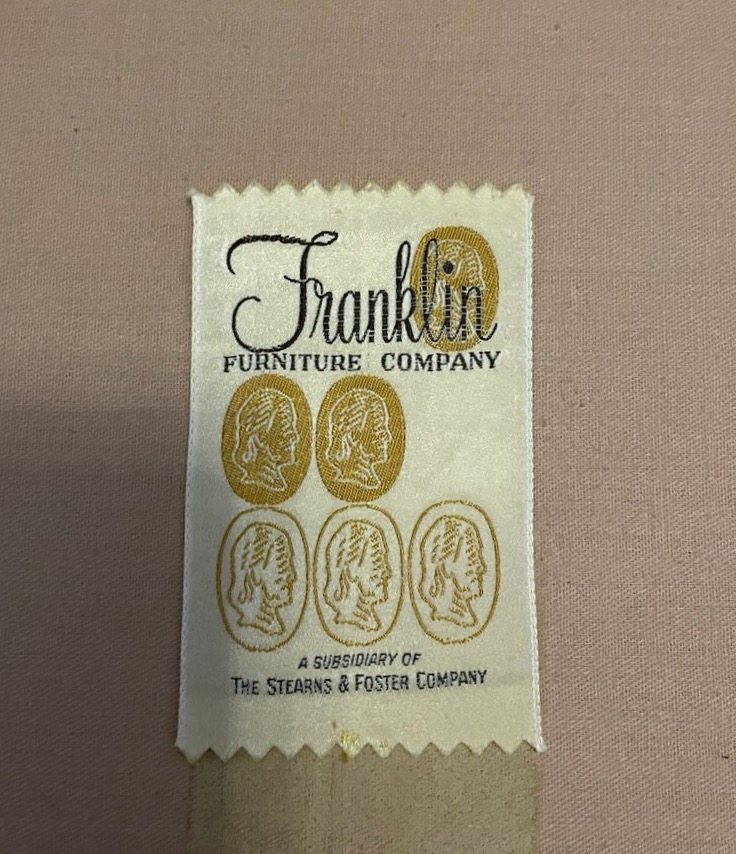 Franklin
FURNITURE COMPANY
A SUBSIDIARY OF
THE STEARNS & FOSTER COMPANY